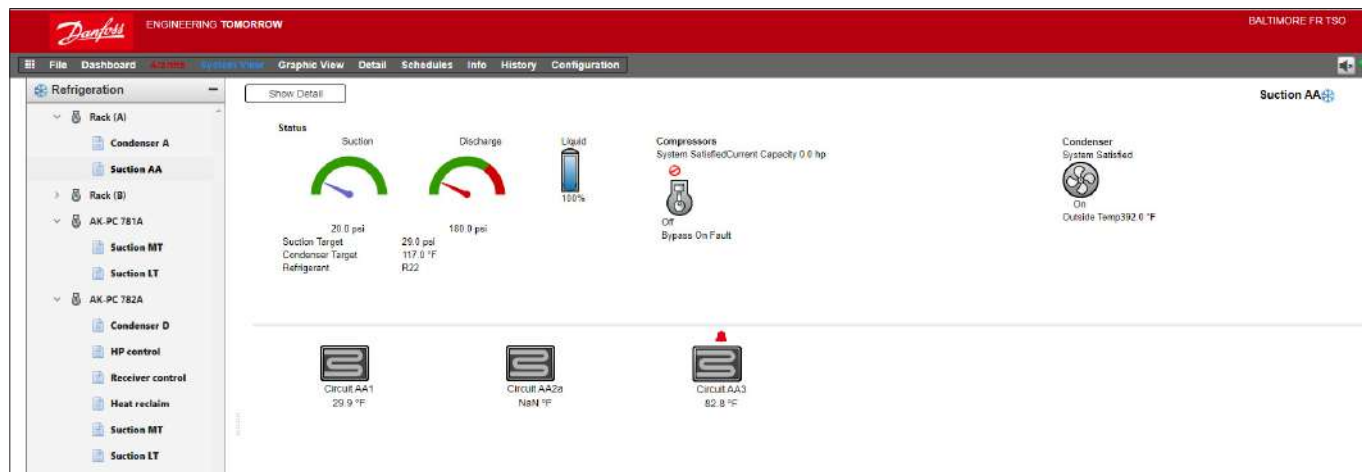 Danfoss
ENGINEERING TOMORROW
BALTIMORE FR TSO
File Dashboard Alarms System View Graphic View Detail Schedules Info History Configuration
Refrigeration
Rack (A)
Condenser A
Suction AA
Rack (B)
AK-PC 781A
Suction MT
Suction LT
AK-PC 782A
Condenser D
HP control
Receiver control
Heat reclaim
Suction MT
Suction LT
Show Detail
Suction AA
Status
Suction Discharge Liquid
100%
20.0 psi 180.0 psi
Suction Target 29.0 psi
Condenser Target 117.0 °F
Refrigerant R22
Compressors
System SatisfiedCurrent Capacity 0.0 hp
Off
Bypass On Fault
Condenser
System Satisfied
On
Outside Temp392.0 °F
Circuit AA1
29.9 °F
Circuit AA2a
NaN °F
Circuit AA3
82.8 °F